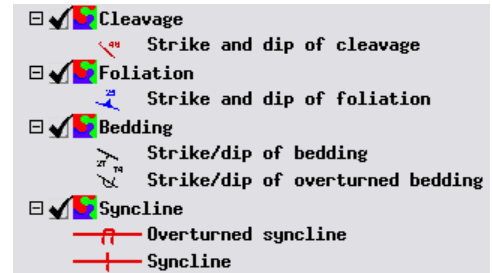 Cleavage
Strike and dip of cleavage
Foliation
Strike and dip of foliation
Bedding
Strike/dip of bedding
Strike/dip of overturned bedding
Syncline
Overturned syncline
Syncline